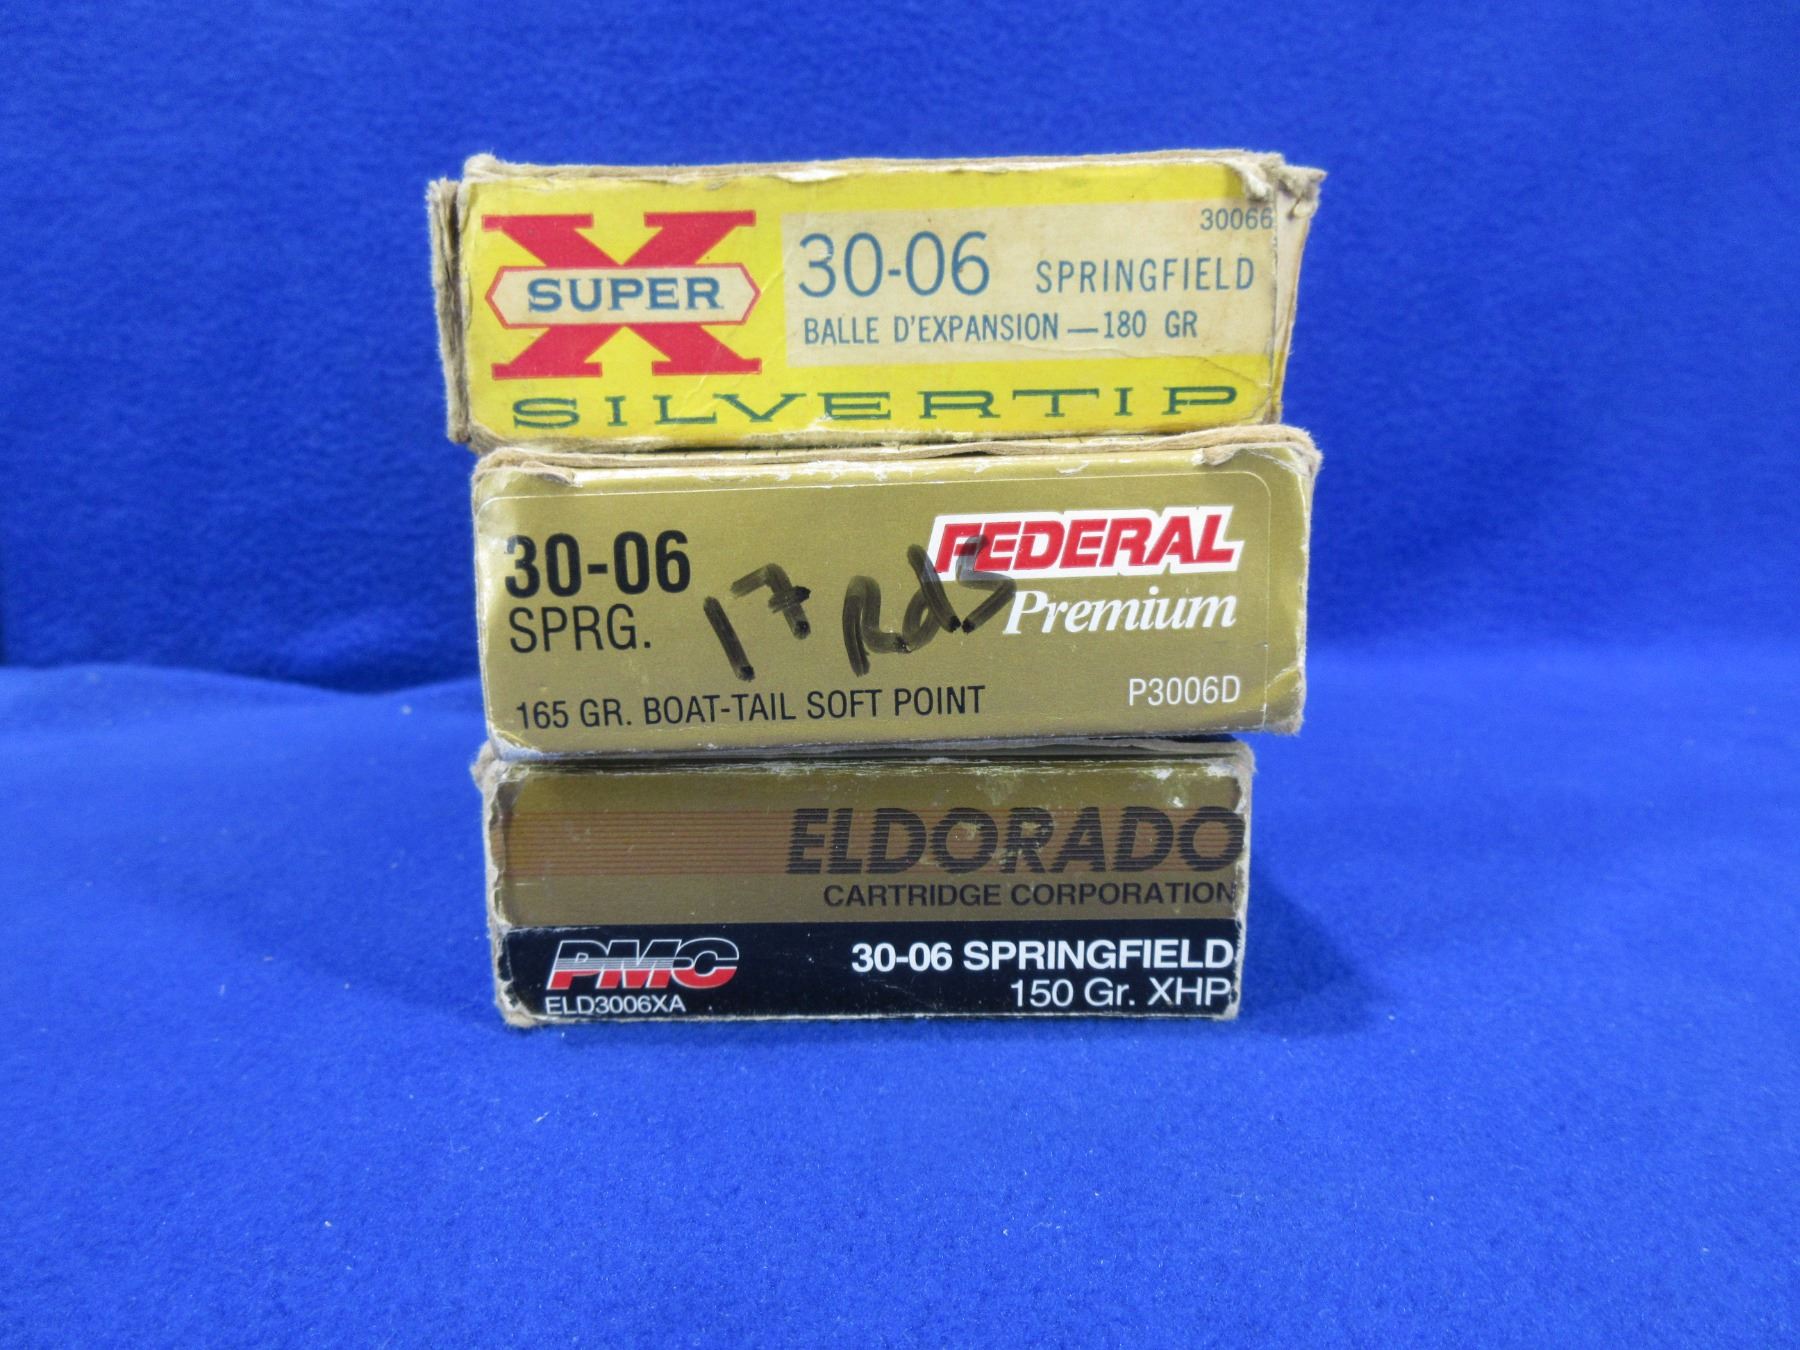 30066
X
SUPER
30-06 SPRINGFIELD
BALLE D'EXPANSION — 180 GR
SILVERTIP
30-06
SPRG.
17 Rds
FEDERAL
Premium
165 GR. BOAT-TAIL SOFT POINT
P3006D
ELDORADO
CARTRIDGE CORPORATION
PMC
ELD3006XA
30-06 SPRINGFIELD
150 Gr. XHP